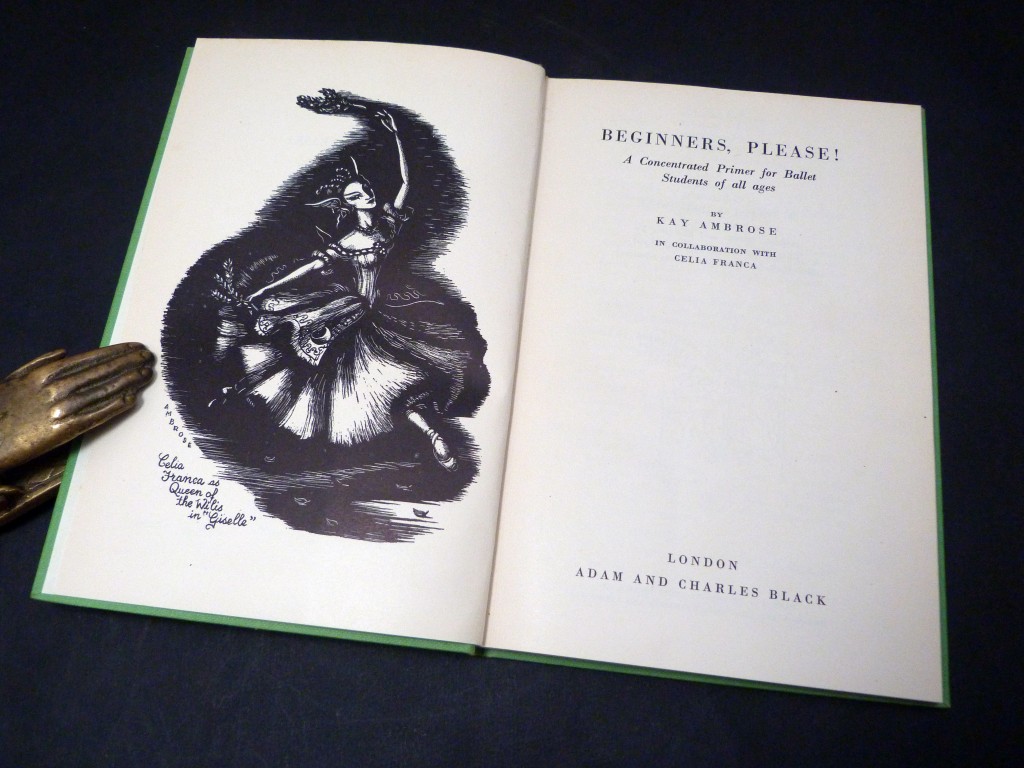 AMBROSE
Celia
Franca as
Queen of
the Wilis
in "Giselle"
BEGINNERS, PLEASE!
A Concentrated Primer for Ballet
Students of all ages
BY
KAY AMBROSE
IN COLLABORATION WITH
CELIA FRANCA
LONDON
ADAM AND CHARLES BLACK